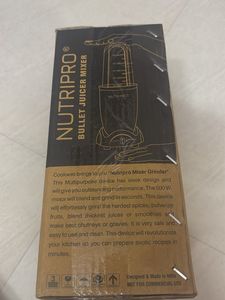 NUTRIPRO®
BULLET JUICER MIXER
Cookwell brings to you "Nutripro Mixer Grinder".
This Multipurpose device has sleek design and
will give you outstanding performance. The 500 W
motor will blend and grind in seconds. This device
will effortlessly grind the hardest spices, pulverize
fruits, blend thickest juices or smoothies and
make best chutneys or gravies. It is very safe and
easy to use and clean. This device will revolutionize
your kitchen so you can prepare exotic recipes in
minutes.
Designed & Made in India
NOT FOR COMMERCIAL USE